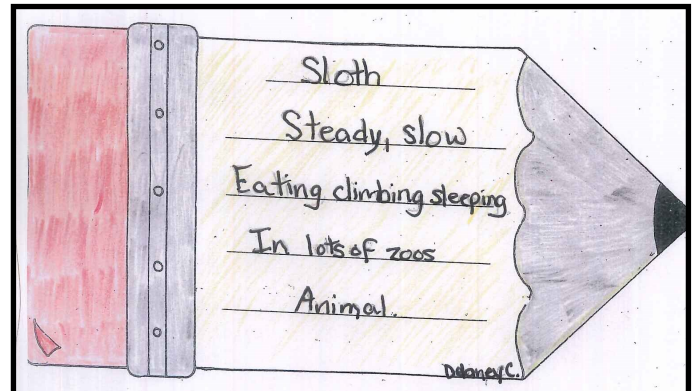 Sloth
Steady, slow
Eating climbing sleeping
In lots of zoos
Animal.
Delaney C.